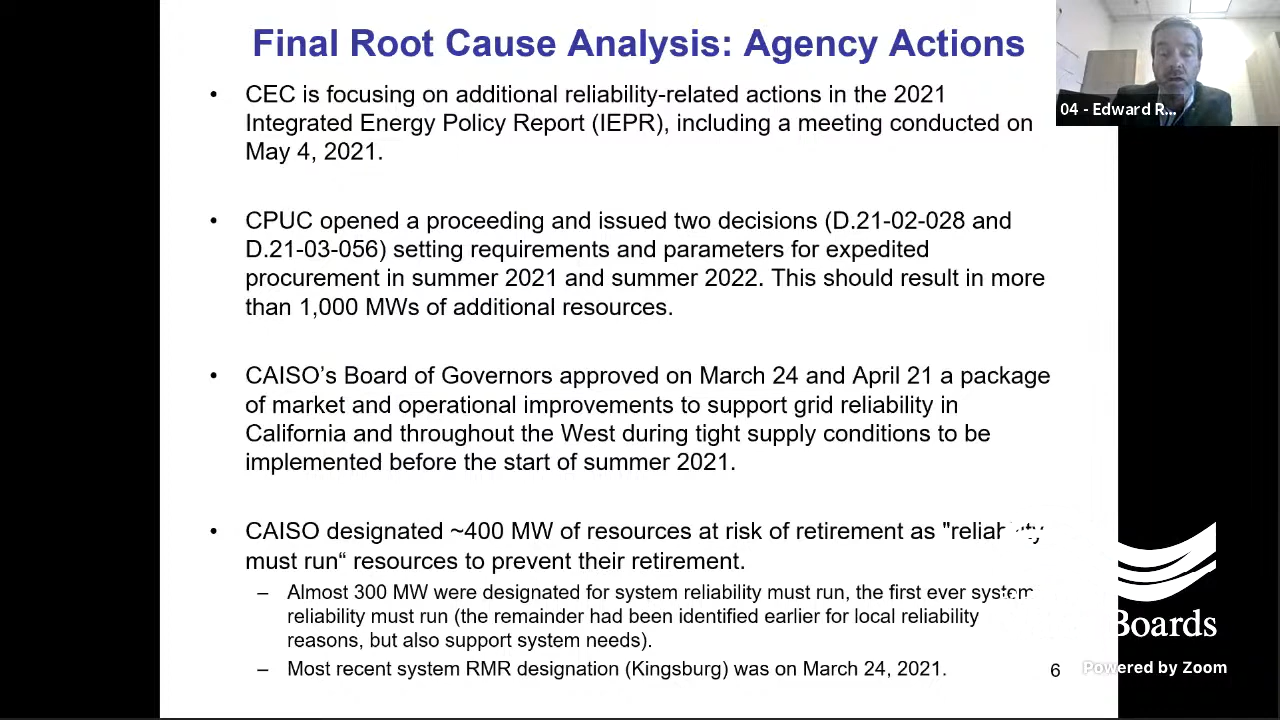 Final Root Cause Analysis: Agency Actions
04 - Edward R...
• CEC is focusing on additional reliability-related actions in the 2021
Integrated Energy Policy Report (IEPR), including a meeting conducted on
May 4, 2021.
• CPUC opened a proceeding and issued two decisions (D.21-02-028 and
D.21-03-056) setting requirements and parameters for expedited
procurement in summer 2021 and summer 2022. This should result in more
than 1,000 MWs of additional resources.
• CAISO’s Board of Governors approved on March 24 and April 21 a package
of market and operational improvements to support grid reliability in
California and throughout the West during tight supply conditions to be
implemented before the start of summer 2021.
• CAISO designated ~400 MW of resources at risk of retirement as "reliability
must run“ resources to prevent their retirement.
– Almost 300 MW were designated for system reliability must run, the first ever system
reliability must run (the remainder had been identified earlier for local reliability
reasons, but also support system needs).
– Most recent system RMR designation (Kingsburg) was on March 24, 2021.
6
Boards
Powered by Zoom